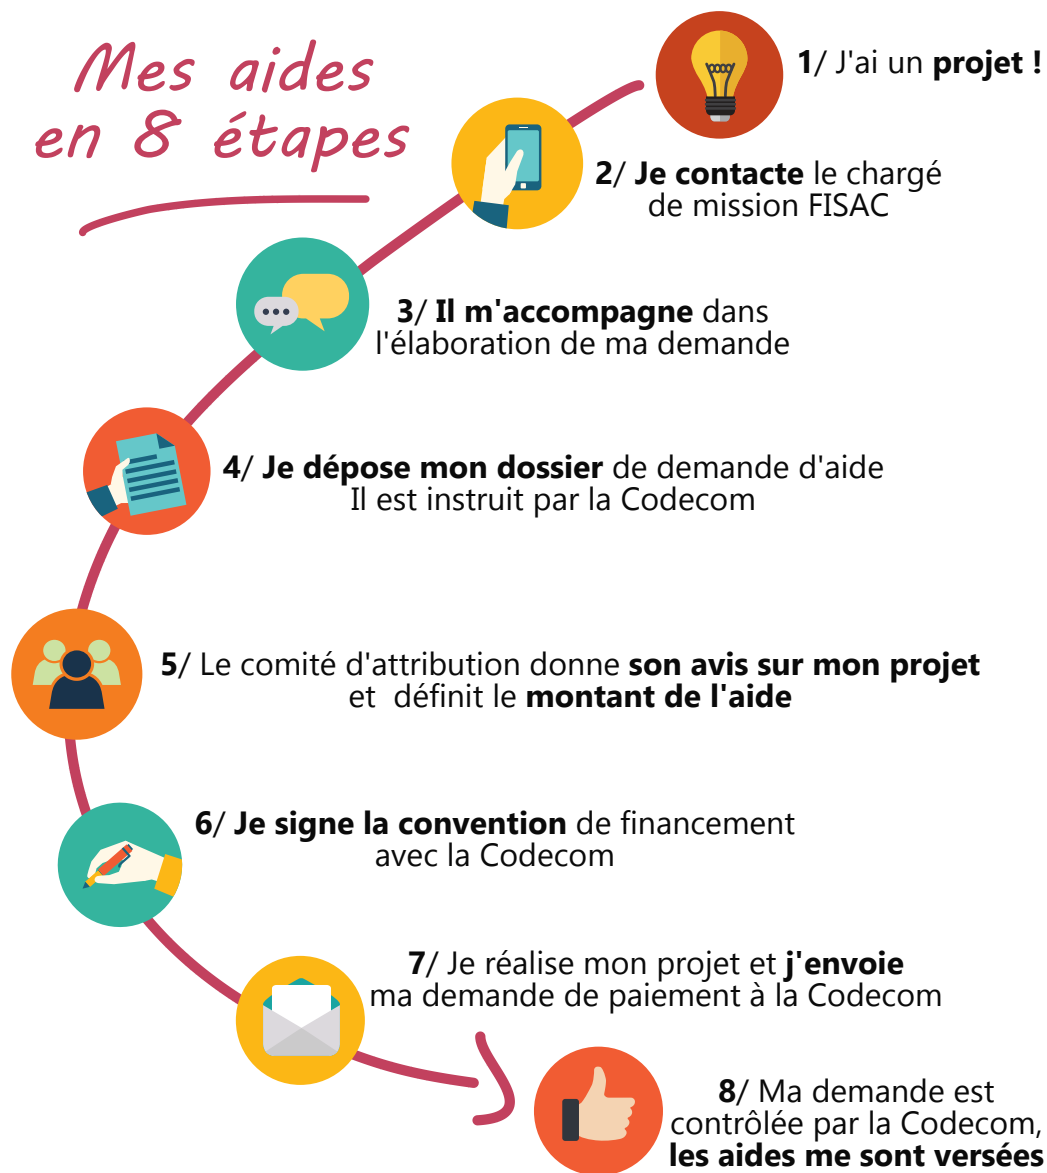 Mes aides
en 8 étapes
1/ J'ai un projet !
2/ Je contacte le chargé
de mission FISAC
3/ Il m'accompagne dans
l'élaboration de ma demande
4/ Je dépose mon dossier de demande d'aide
Il est instruit par la Codecom
5/ Le comité d'attribution donne son avis sur mon projet
et  définit le montant de l'aide
6/ Je signe la convention de financement
avec la Codecom
7/ Je réalise mon projet et j'envoie
ma demande de paiement à la Codecom
8/ Ma demande est
contrôlée par la Codecom,
les aides me sont versées